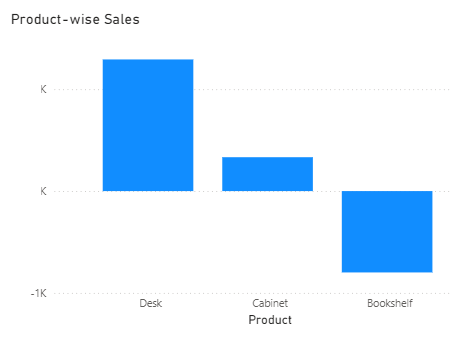 Product-wise Sales
K
K
-1K
Desk Cabinet Bookshelf
Product